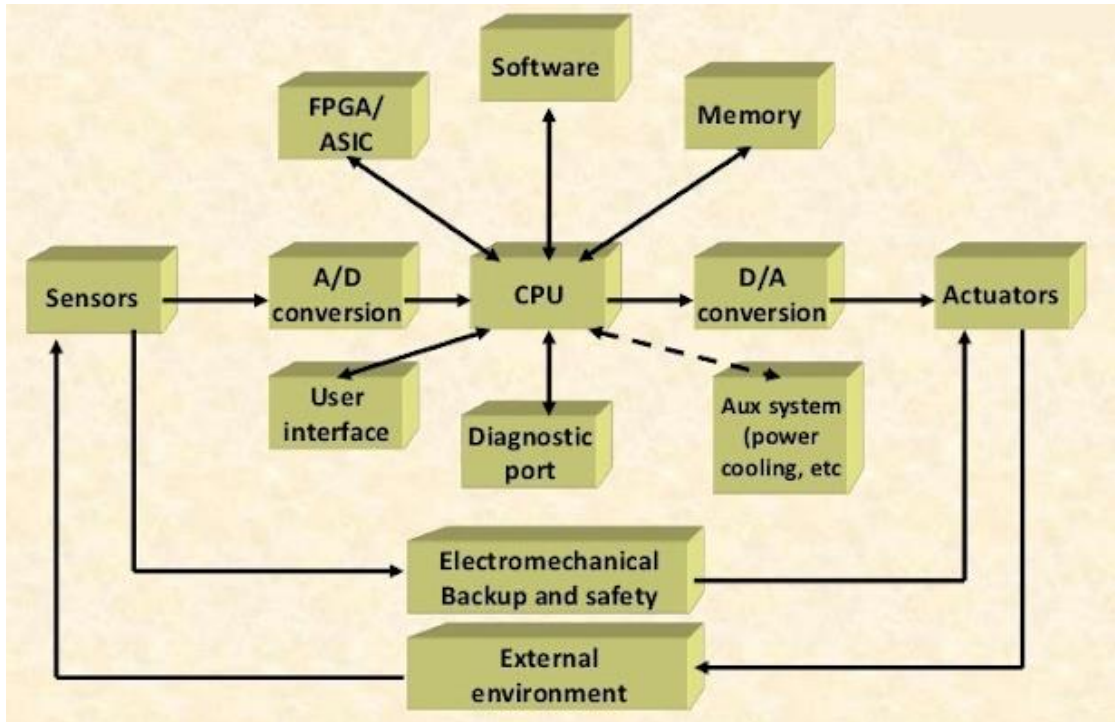 Software
FPGA/
ASIC
Memory
Sensors
A/D
conversion
CPU
D/A
conversion
Actuators
User
interface
Diagnostic
port
Aux system
(power
cooling, etc
Electromechanical
Backup and safety
External
environment